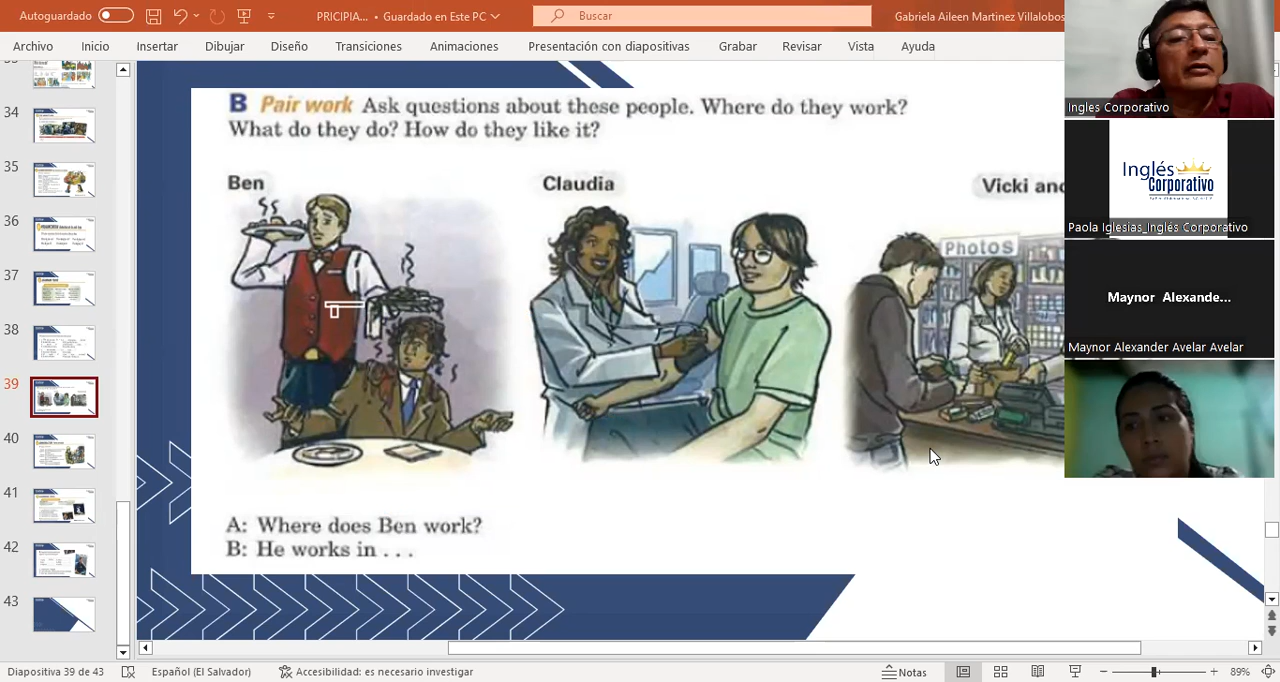 Autoguardado
PRICIPIA... • Guardado en Este PC
Buscar
Gabriela Aileen Martinez Villalobos
Archivo Inicio Insertar Dibujar Diseño Transiciones Animaciones Presentación con diapositivas Grabar Revisar Vista Ayuda
34
35
36
37
38
39
40
41
42
43
B Pair work Ask questions about these people. Where do they work?
What do they do? How do they like it?
Ben
Claudia
Vicki and
Photos
A: Where does Ben work?
B: He works in . . .
Ingles Corporativo
Inglés
Corporativo
Paola Iglesias_Inglés Corporativo
Maynor Alexande...
Maynor Alexander Avelar Avelar
Diapositiva 39 de 43
Español (El Salvador)
Accesibilidad: es necesario investigar
Notas
89%